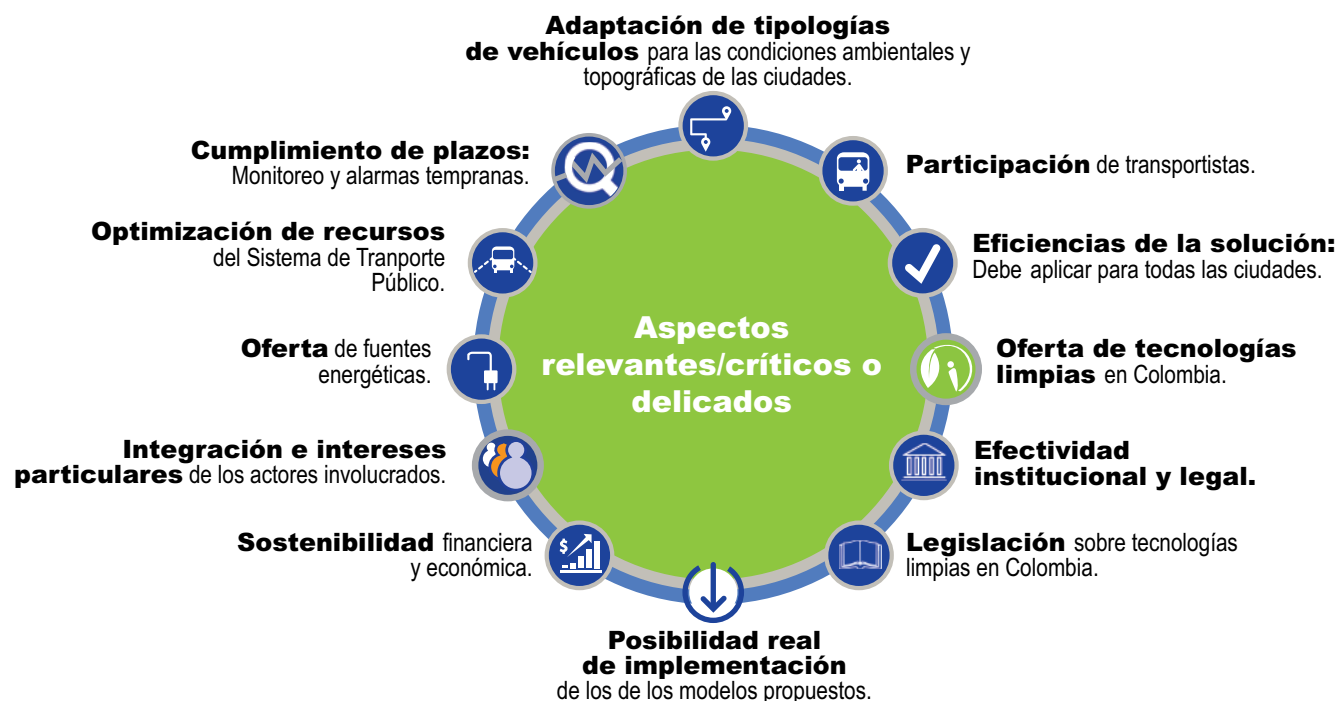 Adaptación de tipologías
de vehículos para las condiciones ambientales y
topográficas de las ciudades.
Participación de transportistas.
Eficiencias de la solución:
Debe aplicar para todas las ciudades.
Oferta de tecnologías
limpias en Colombia.
Efectividad
institucional y legal.
Legislación sobre tecnologías
limpias en Colombia.
Posibilidad real
de implementación
de los de los modelos propuestos.
Sostenibilidad financiera
y económica.
Integración e intereses
particulares de los actores involucrados.
Oferta de fuentes
energéticas.
Optimización de recursos
del Sistema de Tranporte
Público.
Cumplimiento de plazos:
Monitoreo y alarmas tempranas.
Aspectos
relevantes/críticos o
delicados
$